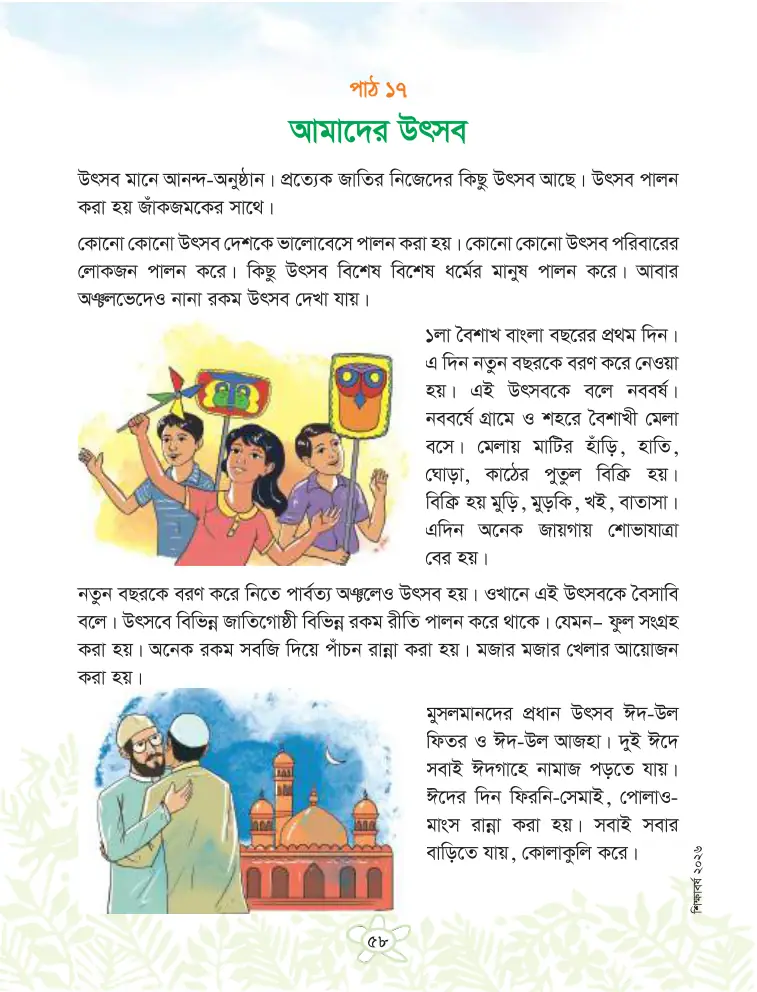 পাঠ ১৭
আমাদের উৎসব
উৎসব মানে আনন্দ-অনুষ্ঠান। প্রত্যেক জাতির নিজেদের কিছু উৎসব আছে। উৎসব পালন
করা হয় জাঁকজমকের সাথে।
কোনো কোনো উৎসব দেশকে ভালোবেসে পালন করা হয়। কোনো কোনো উৎসব পরিবারের
লোকজন পালন করে। কিছু উৎসব বিশেষ বিশেষ ধর্মের মানুষ পালন করে। আবার
অঞ্চলভেদেও নানা রকম উৎসব দেখা যায়।
১লা বৈশাখ বাংলা বছরের প্রথম দিন।
এ দিন নতুন বছরকে বরণ করে নেওয়া
হয়। এই উৎসবকে বলে নববর্ষ।
নববর্ষে গ্রামে ও শহরে বৈশাখী মেলা
বসে। মেলায় মাটির হাঁড়ি, হাতি,
ঘোড়া, কাঠের পুতুল বিক্রি হয়।
বিক্রি হয় মুড়ি, মুড়কি, খই, বাতাসা।
এদিন অনেক জায়গায় শোভাযাত্রা
বের হয়।
নতুন বছরকে বরণ করে নিতে পার্বত্য অঞ্চলেও উৎসব হয়। ওখানে এই উৎসবকে বৈসাবি
বলে। উৎসবে বিভিন্ন জাতিগোষ্ঠী বিভিন্ন রকম রীতি পালন করে থাকে। যেমন– ফুল সংগ্রহ
করা হয়। অনেক রকম সবজি দিয়ে পাঁচন রান্না করা হয়। মজার মজার খেলার আয়োজন
করা হয়।
মুসলমানদের প্রধান উৎসব ঈদ-উল
ফিতর ও ঈদ-উল আজহা। দুই ঈদে
সবাই ঈদগাহে নামাজ পড়তে যায়।
ঈদের দিন ফিরনি-সেমাই, পোলাও-
মাংস রান্না করা হয়। সবাই সবার
বাড়িতে যায়, কোলাকুলি করে।
শিক্ষাবর্ষ ২০২৬
৫৮